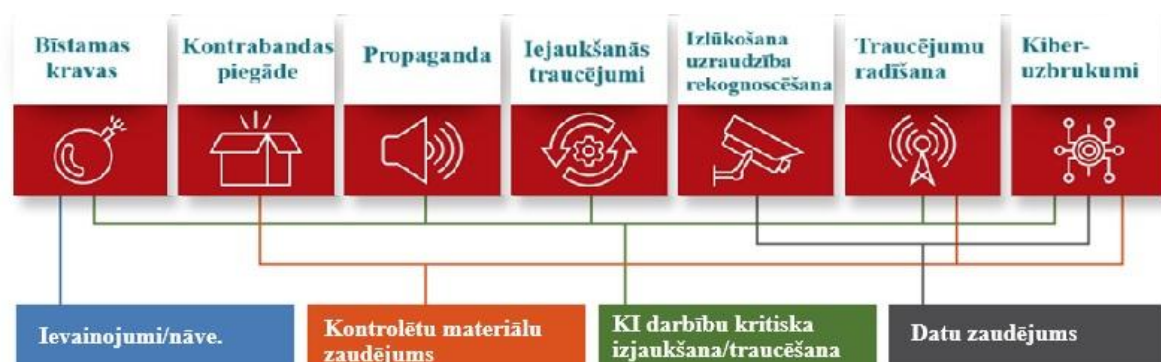 Bīstamas
kravas
Kontrabandas
piegāde
Propaganda
Iejaukšanās
traucējumi
Izlūkošana
uzraudzība
rekognoscēšana
Traucējumu
radīšana
Kiber-
uzbrukumi
Ievainojumi/nāve.
Kontrolētu materiālu
zaudējums
KI darbību kritiska
izjaukšana/traucēšana
Datu zaudējums